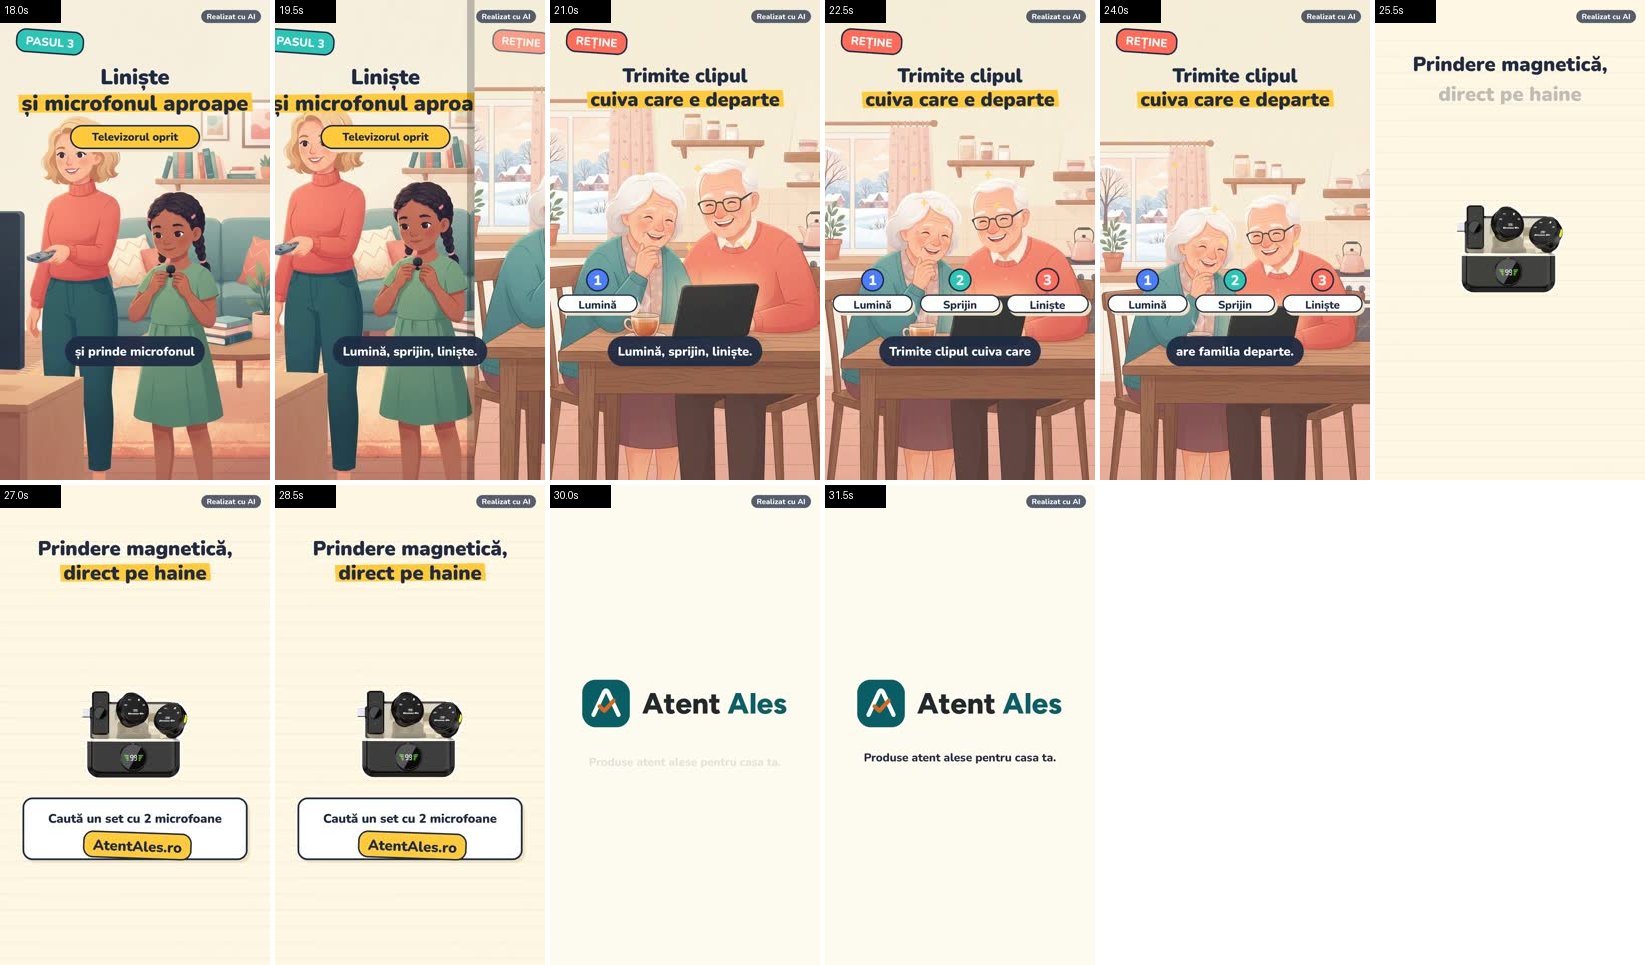 18.0s
Realizat cu AI
PASUL 3
Liniște
și microfonul aproape
Televizorul oprit
și prinde microfonul
19.5s
Realizat cu AI
PASUL 3
REȚINE
Liniște
și microfonul aproa
Televizorul oprit
Lumină, sprijin, liniște.
21.0s
Realizat cu AI
REȚINE
Trimite clipul
cuiva care e departe
1
Lumină
Lumină, sprijin, liniște.
22.5s
Realizat cu AI
REȚINE
Trimite clipul
cuiva care e departe
1 2 3
Lumină Sprijin Liniște
Trimite clipul cuiva care
24.0s
Realizat cu AI
REȚINE
Trimite clipul
cuiva care e departe
1 2 3
Lumină Sprijin Liniște
are familia departe.
25.5s
Realizat cu AI
Prindere magnetică,
direct pe haine
99
27.0s
Realizat cu AI
Prindere magnetică,
direct pe haine
99
Caută un set cu 2 microfoane
AtentAles.ro
28.5s
Realizat cu AI
Prindere magnetică,
direct pe haine
99
Caută un set cu 2 microfoane
AtentAles.ro
30.0s
Realizat cu AI
Atent Ales
Produse atent alese pentru casa ta.
31.5s
Realizat cu AI
Atent Ales
Produse atent alese pentru casa ta.